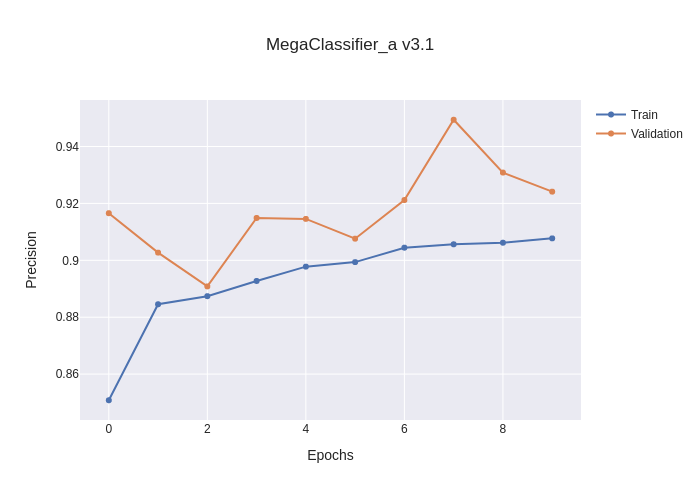 MegaClassifier_a v3.1
Train
Validation
0.94
0.92
0.9
0.88
0.86
Precision
0 2 4 6 8
Epochs